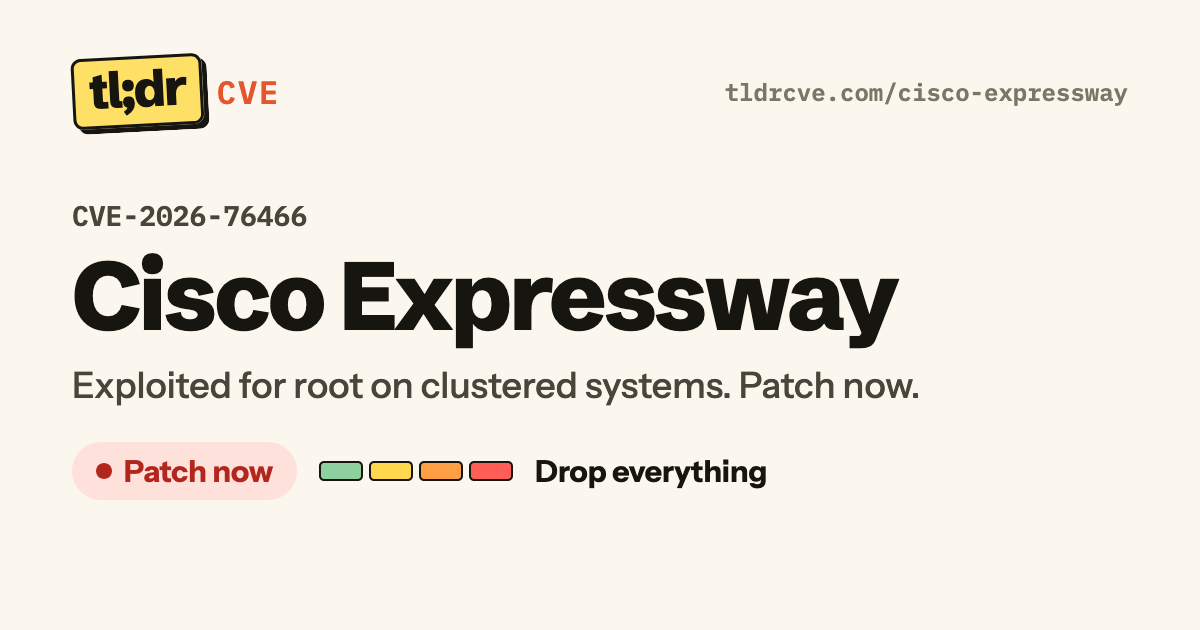 tl;dr CVE
tldrcve.com/cisco-expressway
CVE-2026-76466
Cisco Expressway
Exploited for root on clustered systems. Patch now.
Patch now
Drop everything